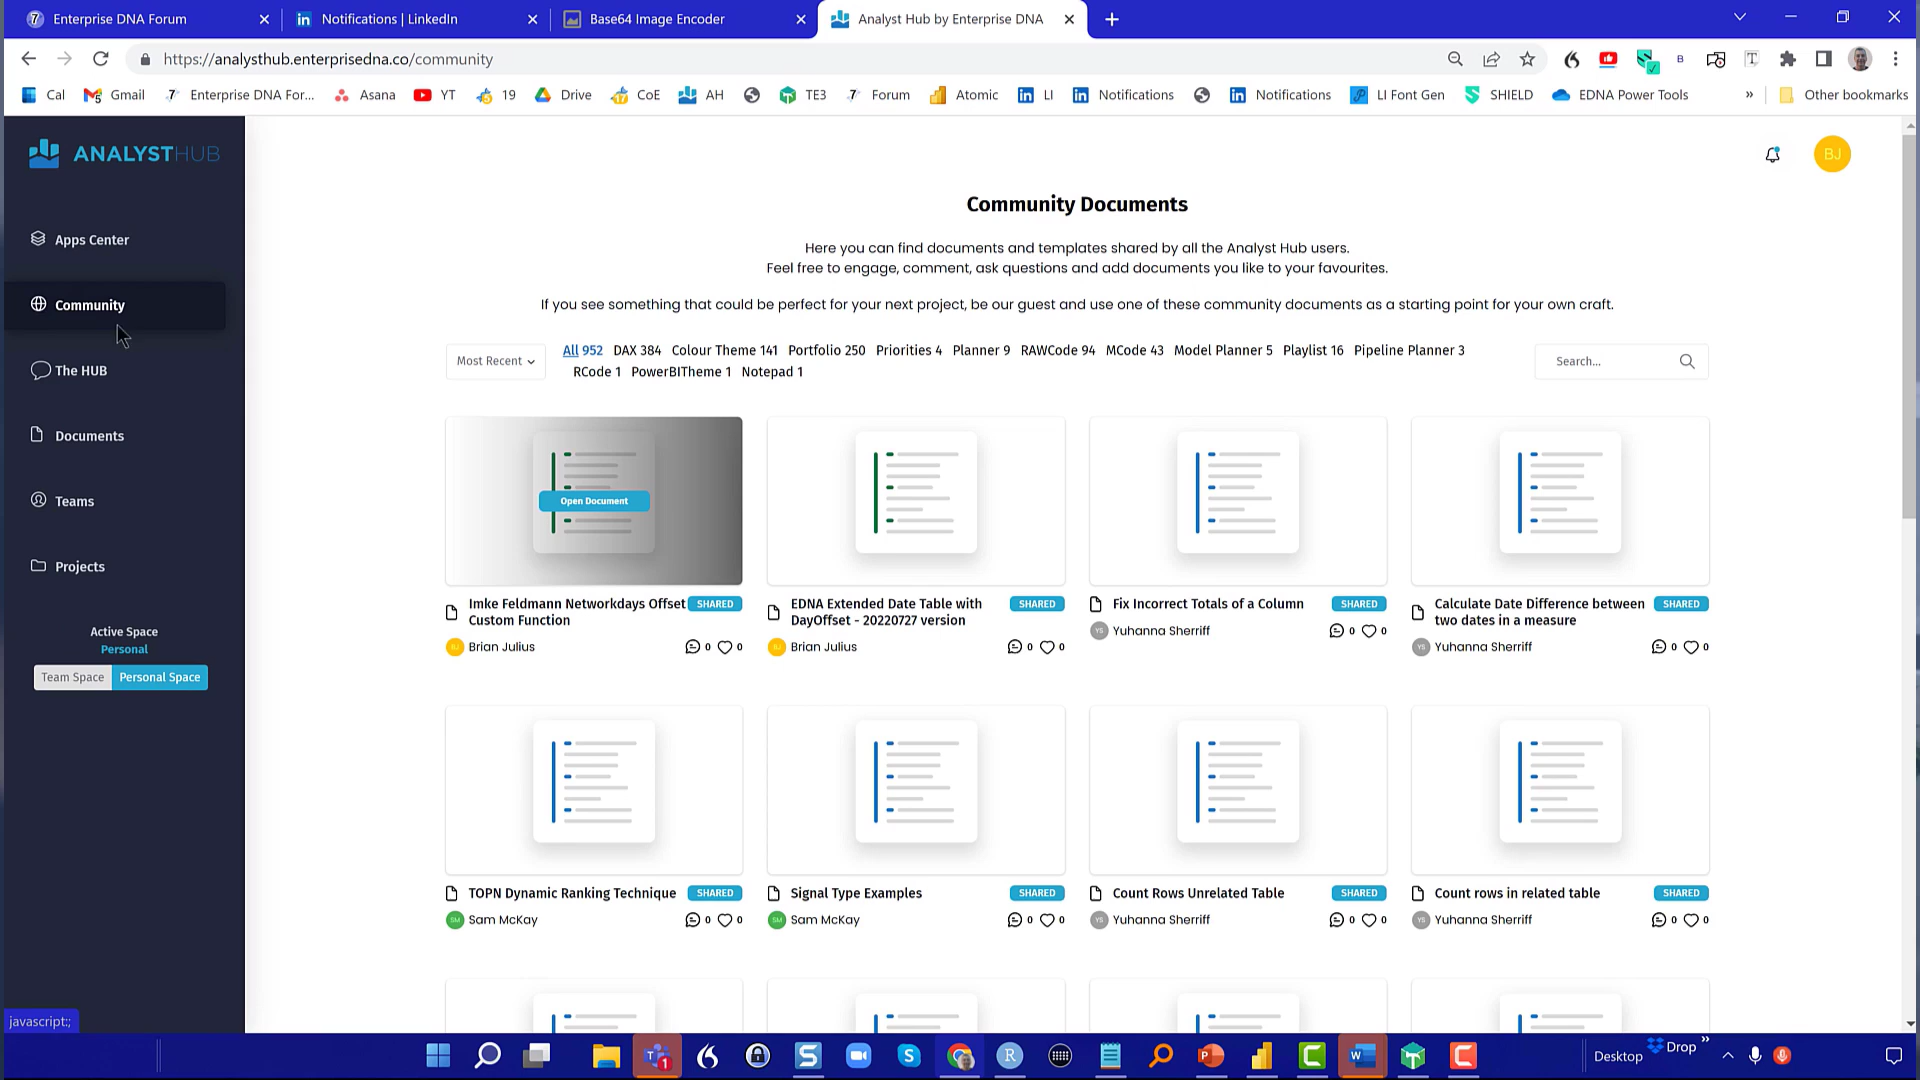 Enterprise DNA Forum
Notifications | LinkedIn
Base64 Image Encoder
Analyst Hub by Enterprise DNA
https://analysthub.enterprisedna.co/community
Cal
Gmail
Enterprise DNA For...
Asana
YT
19
Drive
CoE
AH
TE3
Forum
Atomic
LI
Notifications
Notifications
LI Font Gen
SHIELD
EDNA Power Tools
»
Other bookmarks
ANALYSTHUB
BJ
Apps Center
Community
The HUB
Documents
Teams
Projects
Active Space
Personal
Team Space
Personal Space
Community Documents
Here you can find documents and templates shared by all the Analyst Hub users.
Feel free to engage, comment, ask questions and add documents you like to your favourites.
If you see something that could be perfect for your next project, be our guest and use one of these community documents as a starting point for your own craft.
Most Recent
All 952 DAX 384 Colour Theme 141 Portfolio 250 Priorities 4 Planner 9 RAWCode 94 MCode 43 Model Planner 5 Playlist 16 Pipeline Planner 3
RCode 1 PowerBITheme 1 Notepad 1
Search...
Open Document
Imke Feldmann Networkdays Offset
Custom Function
SHARED
BJ Brian Julius 0 0
EDNA Extended Date Table with
DayOffset - 20220727 version
SHARED
BJ Brian Julius 0 0
Fix Incorrect Totals of a Column
SHARED
YS Yuhanna Sherriff 0 0
Calculate Date Difference between
two dates in a measure
SHARED
YS Yuhanna Sherriff 0 0
TOPN Dynamic Ranking Technique
SHARED
SM Sam McKay 0 0
Signal Type Examples
SHARED
SM Sam McKay 0 0
Count Rows Unrelated Table
SHARED
YS Yuhanna Sherriff 0 0
Count rows in related table
SHARED
YS Yuhanna Sherriff 0 0
javascript:;
Desktop
Drop
»